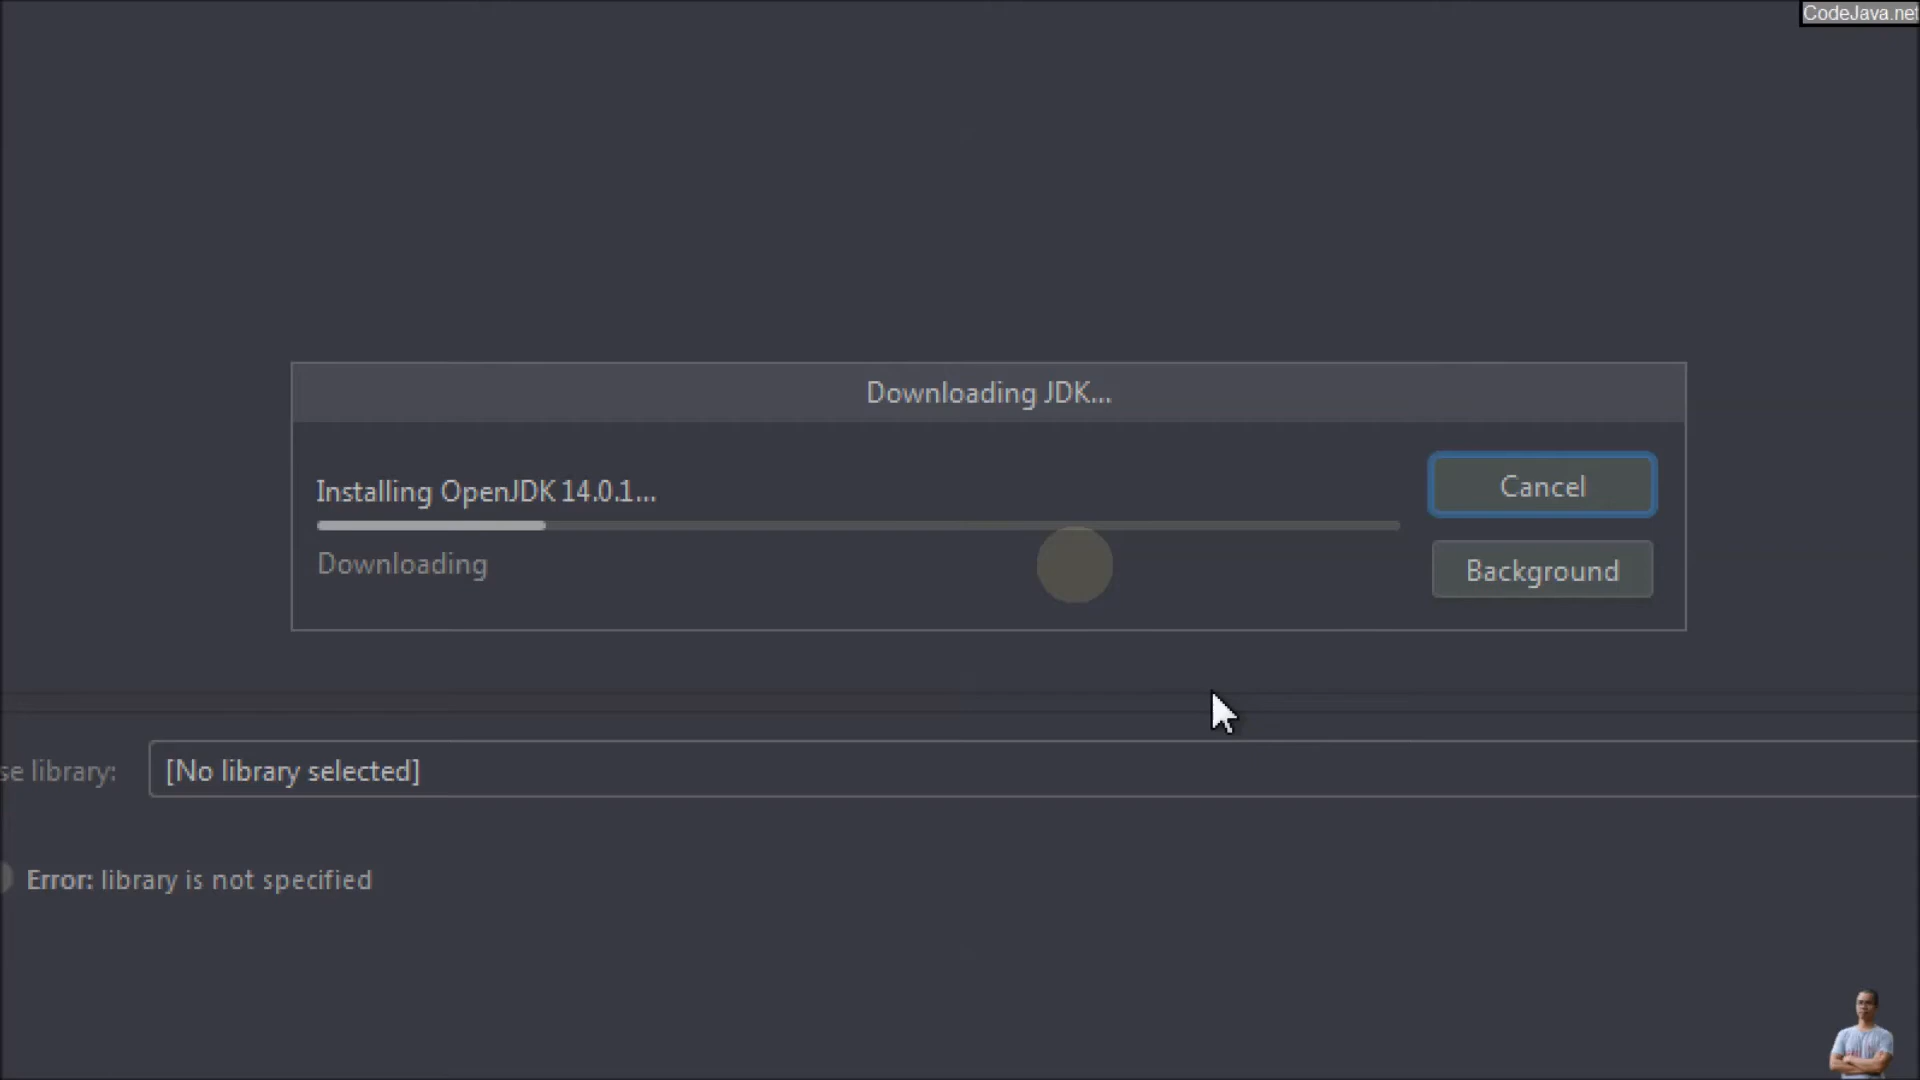 CodeJava.net
Downloading JDK...
Installing OpenJDK 14.0.1...
Cancel
Downloading
Background
se library:
[No library selected]
Error: library is not specified